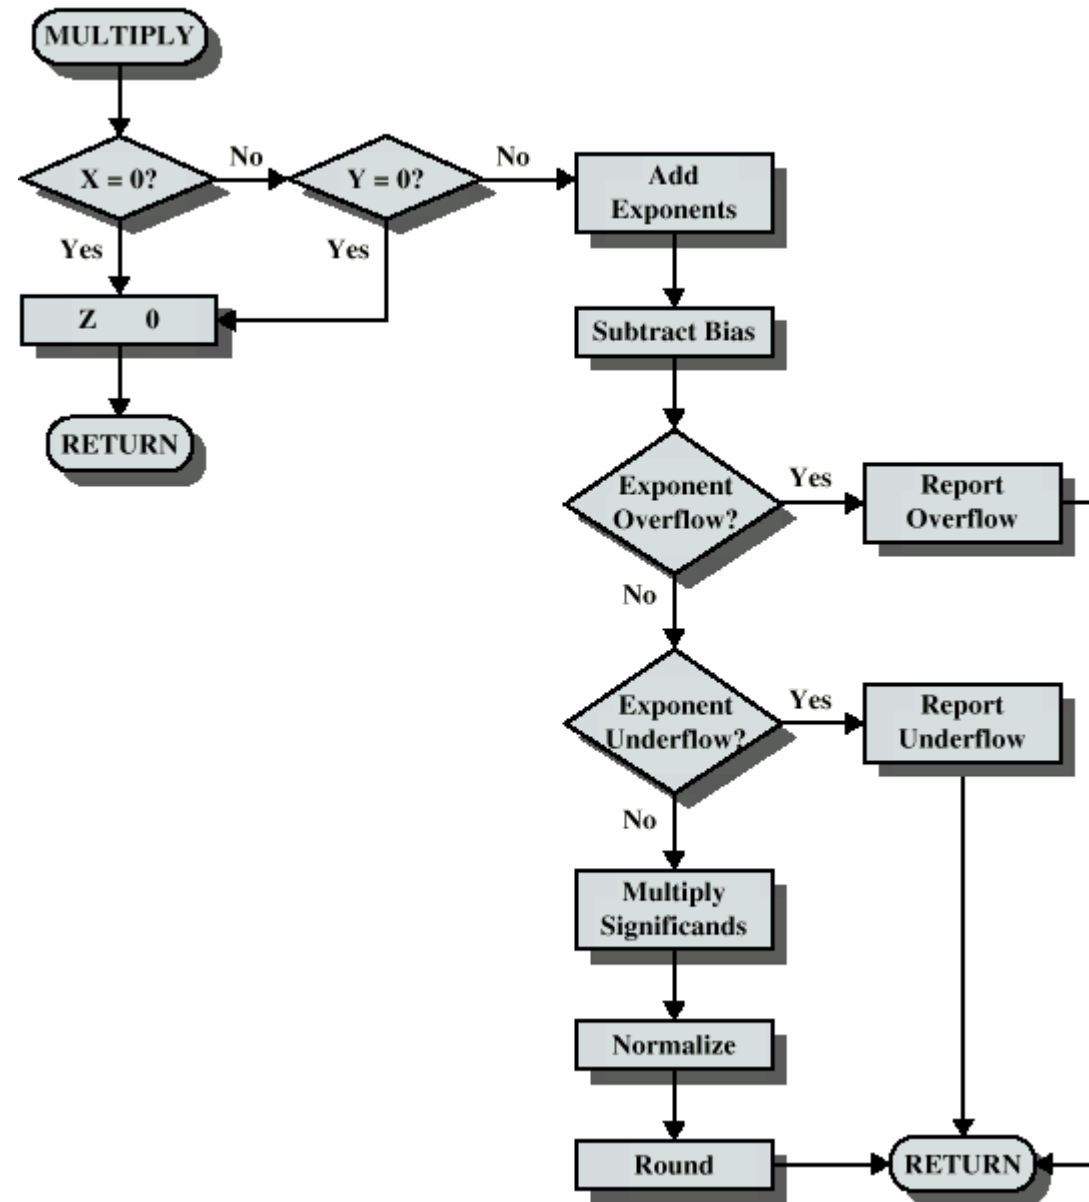 MULTIPLY
X = 0?
No
Y = 0?
No
Add
Exponents
Yes
Yes
Z 0
Subtract Bias
RETURN
Exponent
Overflow?
Yes
Report
Overflow
No
Exponent
Underflow?
Yes
Report
Underflow
No
Multiply
Significands
Normalize
Round
RETURN